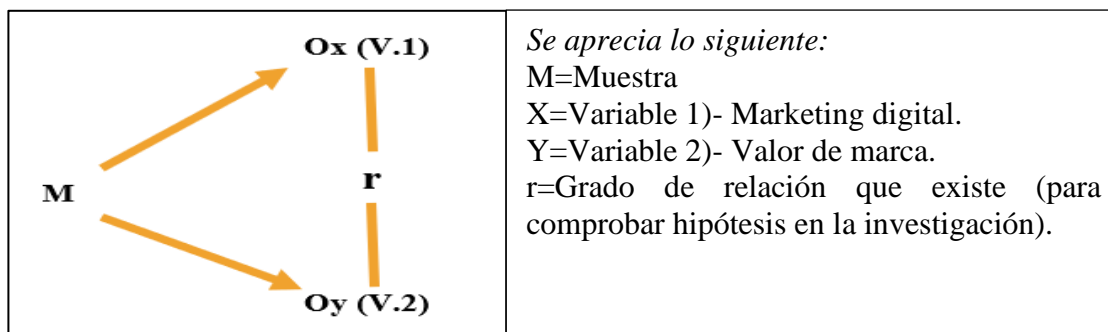 Ox (V.1)
M
r
Oy (V.2)
Se aprecia lo siguiente:
M=Muestra
X=Variable 1)- Marketing digital.
Y=Variable 2)- Valor de marca.
r=Grado de relación que existe (para
comprobar hipótesis en la investigación).